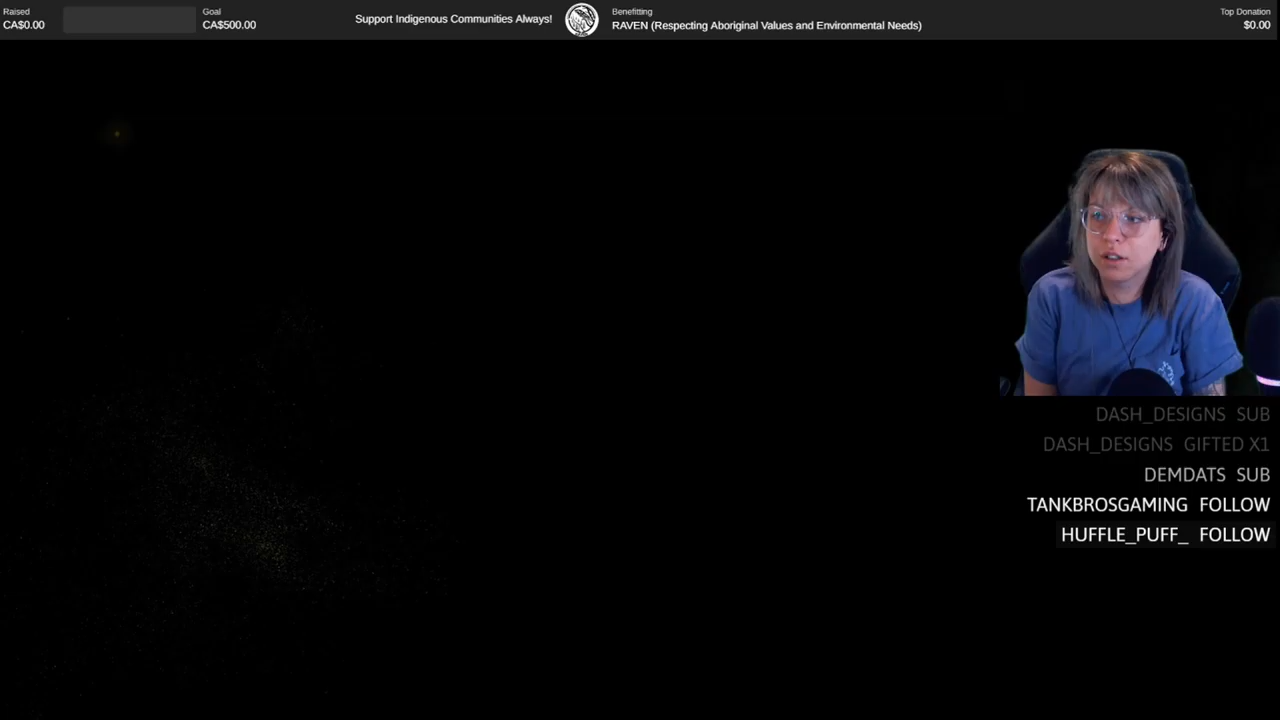 Raised
CA$0.00
Goal
CA$500.00
Support Indigenous Communities Always!
Benefitting
RAVEN (Respecting Aboriginal Values and Environmental Needs)
Top Donation
$0.00
DASH_DESIGNS SUB
DASH_DESIGNS GIFTED X1
DEMDATS SUB
TANKBROSGAMING FOLLOW
HUFFLE_PUFF_ FOLLOW